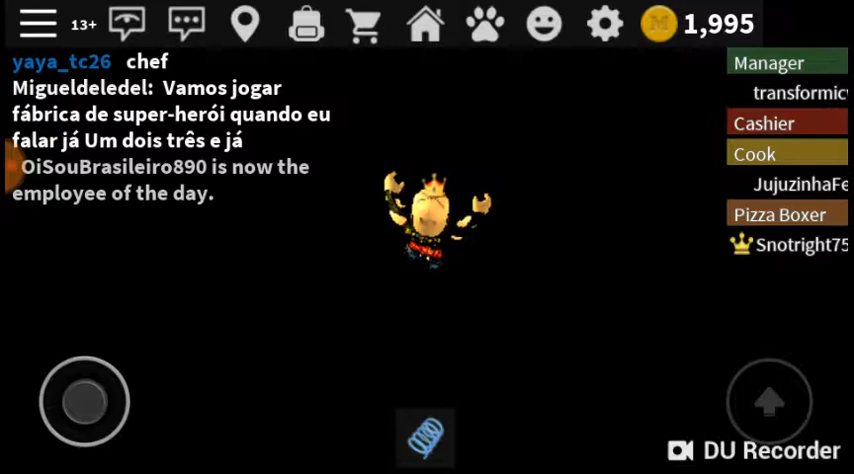 13+
1,995
yaya_tc26 chef
Migueldeledel: Vamos jogar
fábrica de super-herói quando eu
falar já Um dois três e já
OiSouBrasileiro890 is now the
employee of the day.
Manager
transformicv
Cashier
Cook
JujuzinhaFe
Pizza Boxer
Snotright75
DU Recorder